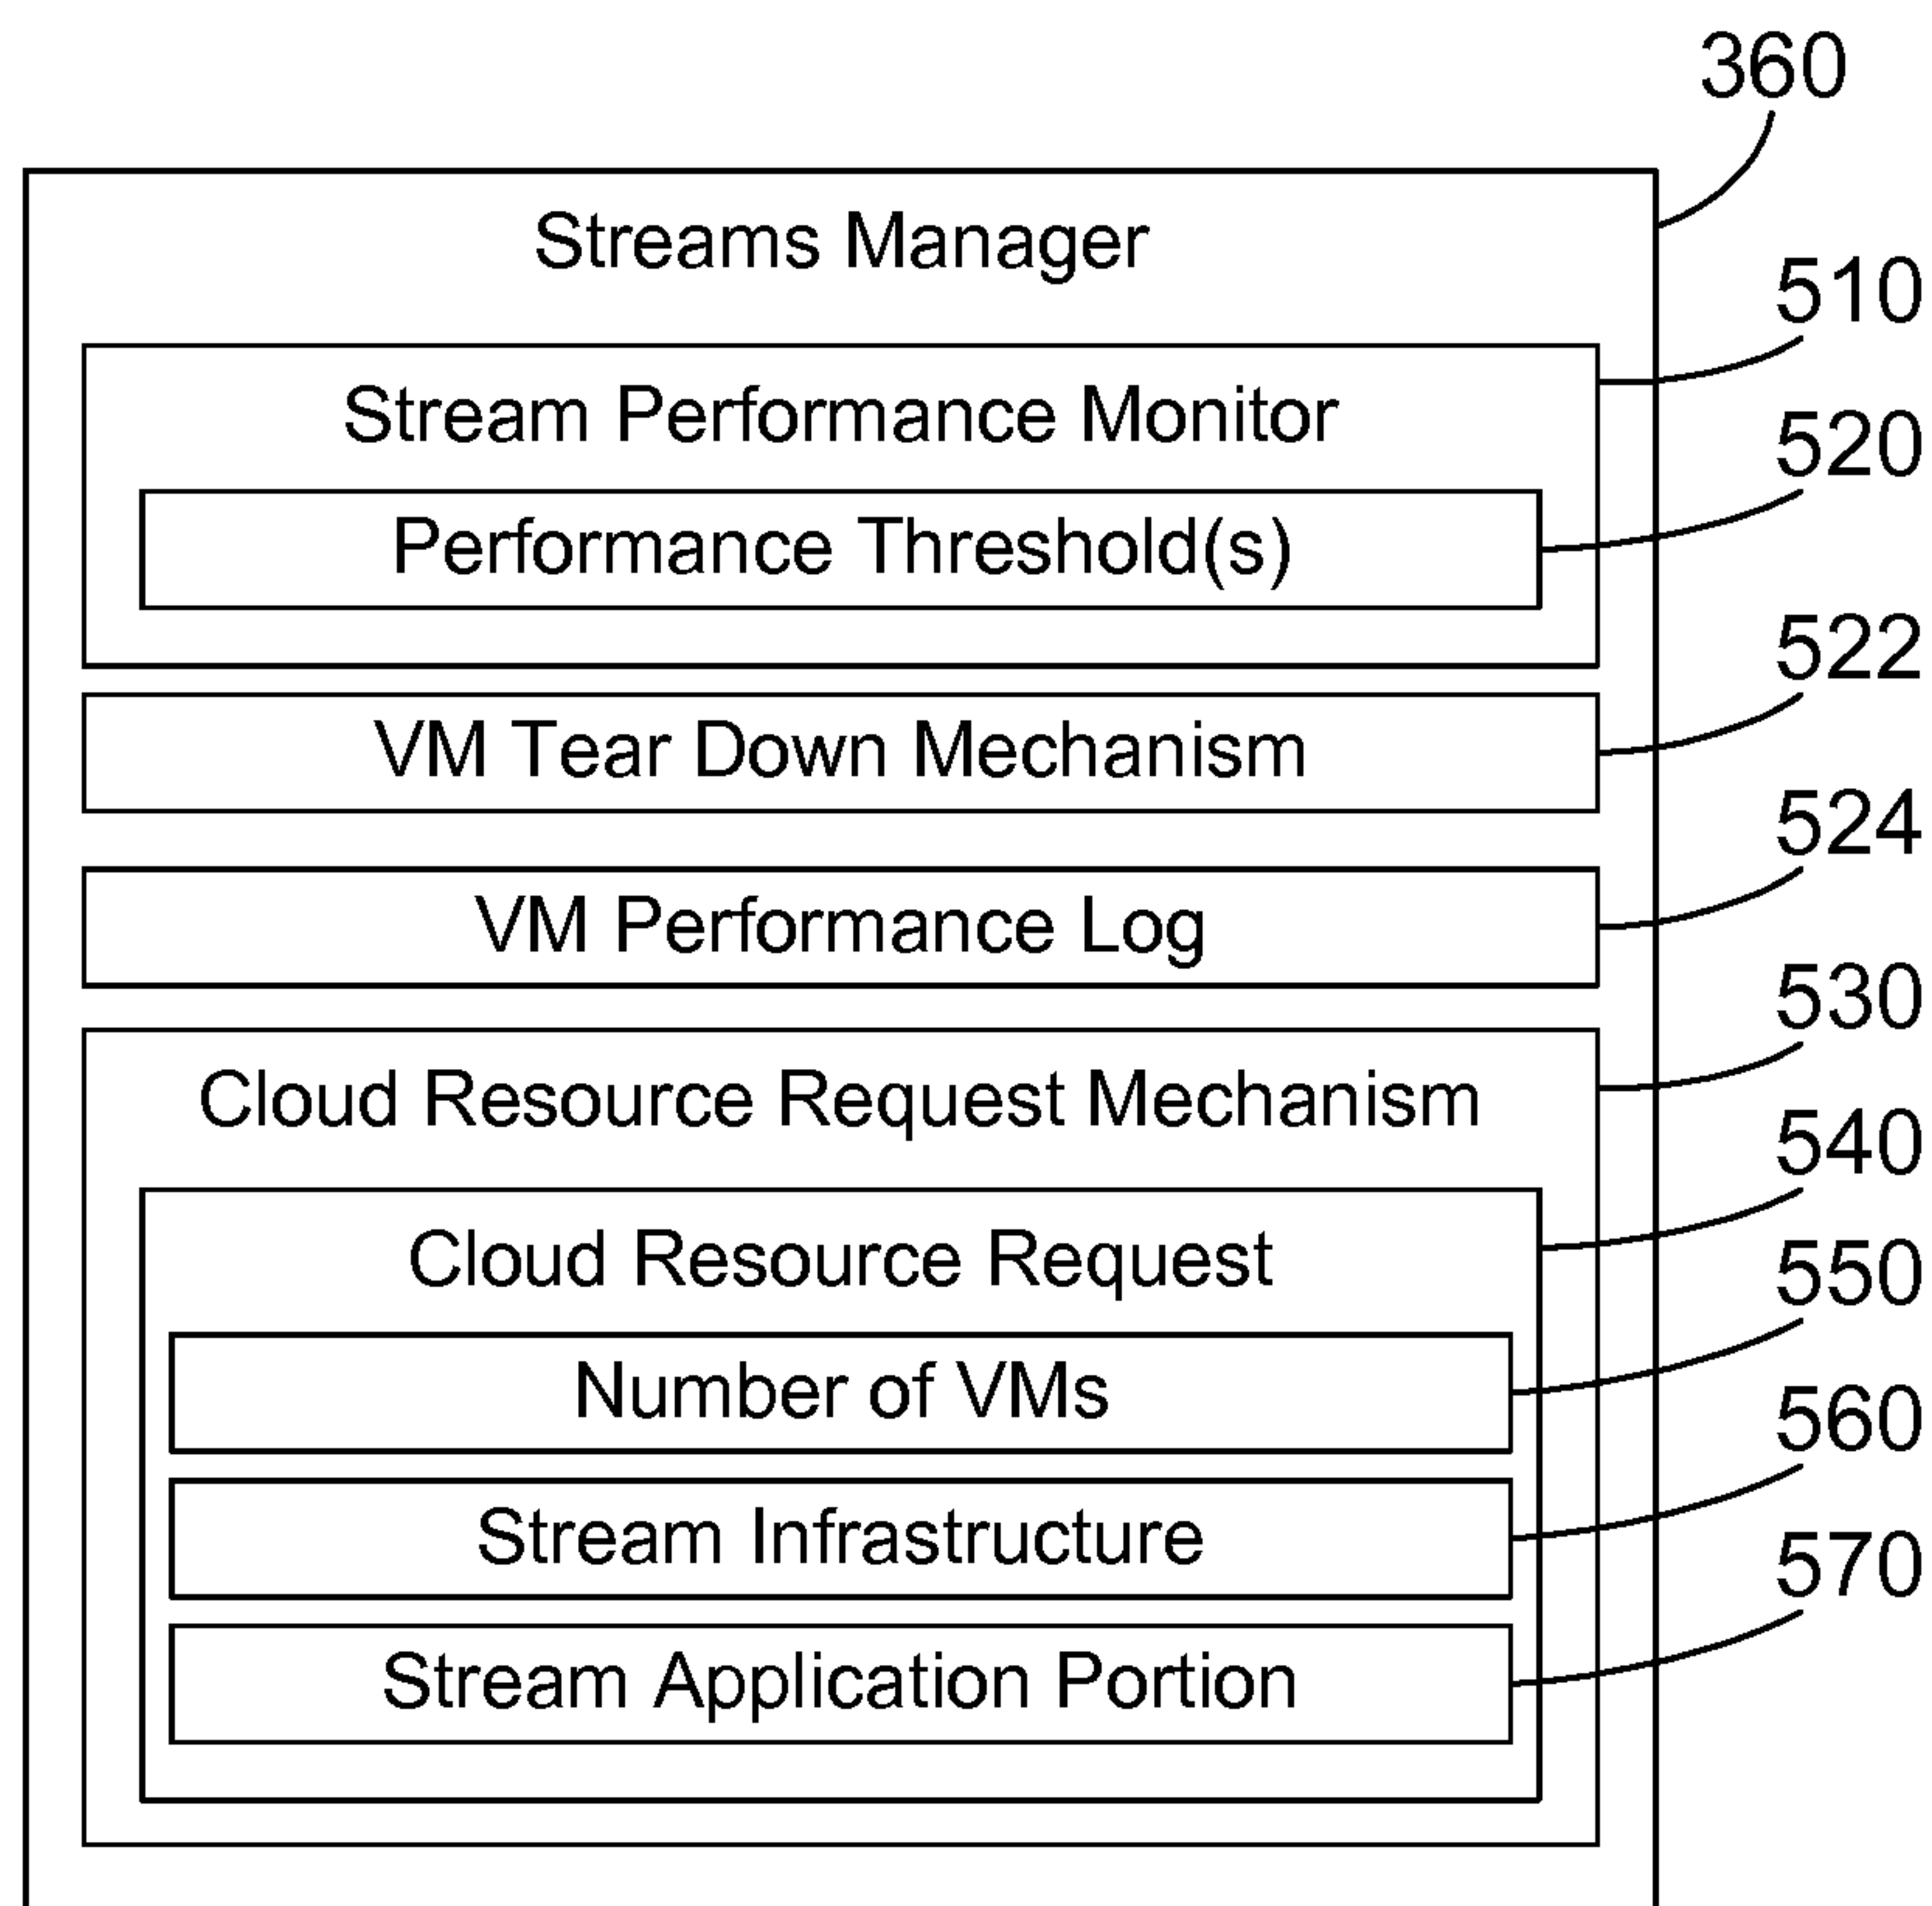 360
Streams Manager
510
Stream Performance Monitor
520
Performance Threshold(s)
522
VM Tear Down Mechanism
524
VM Performance Log
530
Cloud Resource Request Mechanism
540
Cloud Resource Request
550
Number of VMs
560
Stream Infrastructure
570
Stream Application Portion